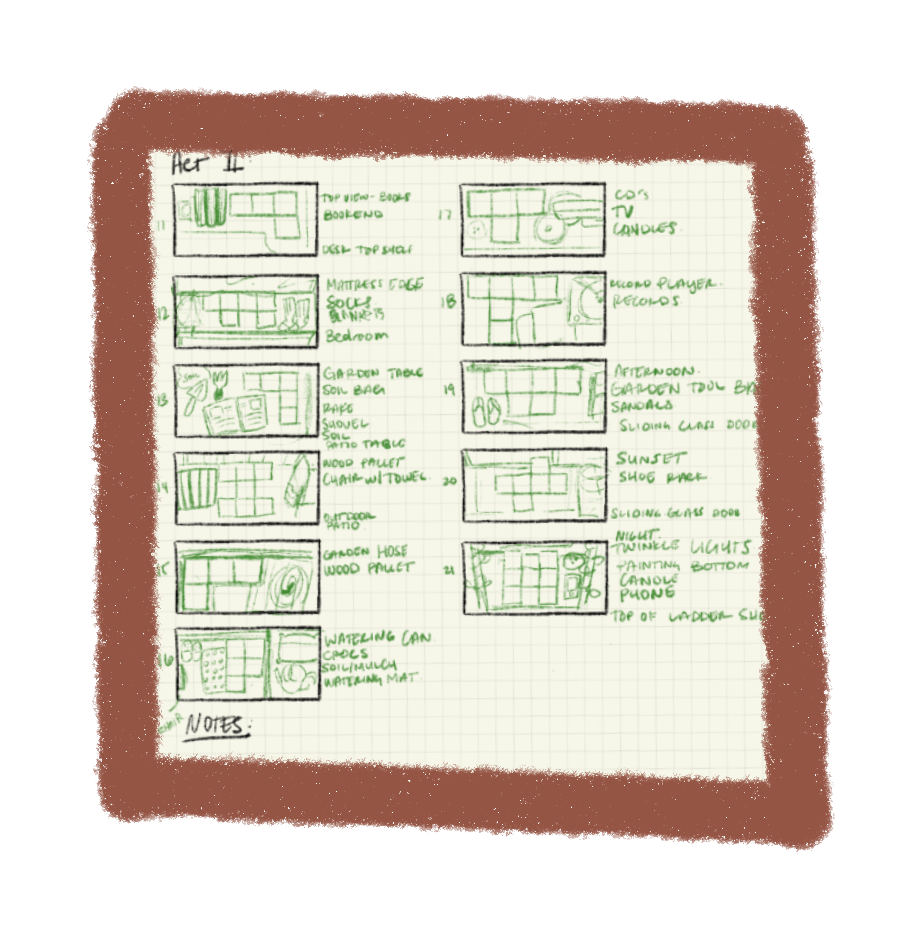 Act II.
11
TOP VIEW - BOOKS
BOOKEND
DESK TOP SHELF
12
MATTRESS EDGE
SOCKS
BLANKETS
Bedroom
13
SOIL
GARDEN TABLE
SOIL BAG
RAKE
SHOVEL
SOIL
PATIO TABLE
14
WOOD PALLET
CHAIR W/ TOWEL
OUTDOOR
PATIO
15
GARDEN HOSE
WOOD PALLET
16
WATERING CAN
CROCS
SOIL/MULCH
WATERING MAT
CHAIR
NOTES:
17
CD's
TV
CANDLES
18
RECORD PLAYER
RECORDS
19
AFTERNOON
GARDEN TOOL BA
SANDALS
SLIDING GLASS DOOR
20
SUNSET
SHOE RACK
SLIDING GLASS DOOR
21
NIGHT
TWINKLE LIGHTS
PAINTING BOTTOM
CANDLE
PHONE
TOP OF LADDER SHE